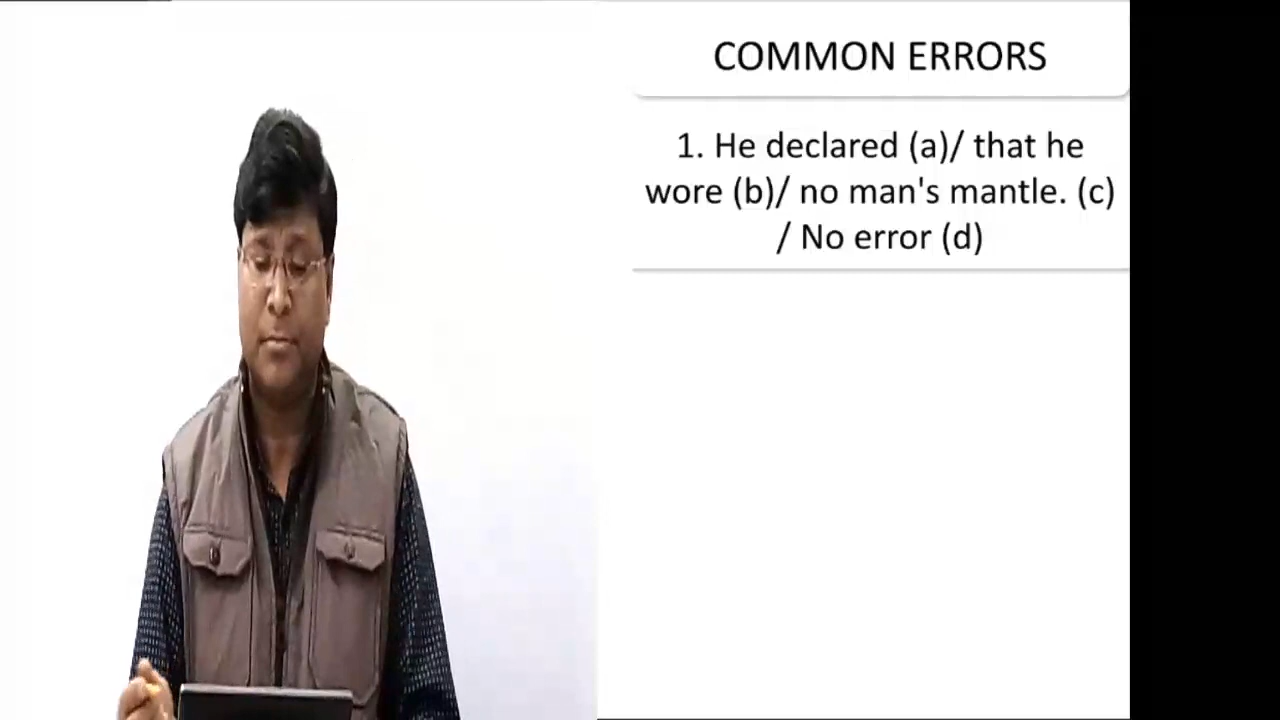 COMMON ERRORS
1. He declared (a)/ that he
wore (b)/ no man's mantle. (c)
/ No error (d)